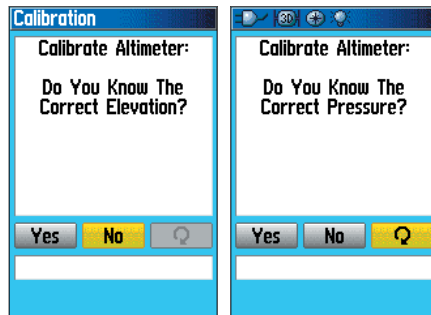 Calibration
Calibrate Altimeter:
Do You Know The
Correct Elevation?
Yes
No
3D
Calibrate Altimeter:
Do You Know The
Correct Pressure?
Yes
No